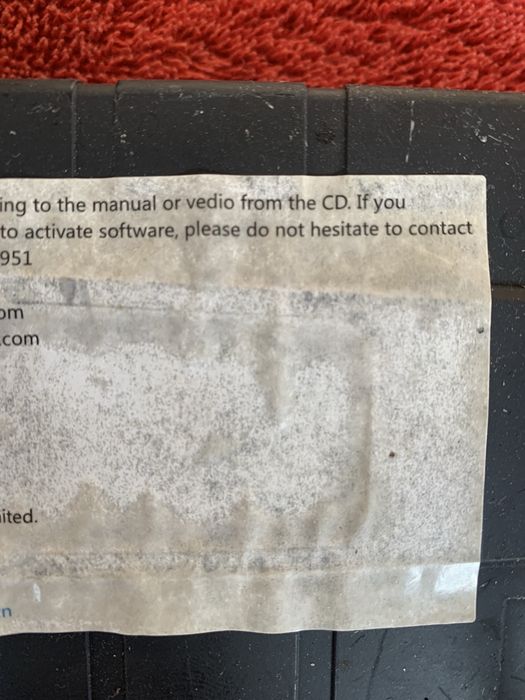 ing to the manual or vedio from the CD. If you
to activate software, please do not hesitate to contact
951
om
.com
ited.
n